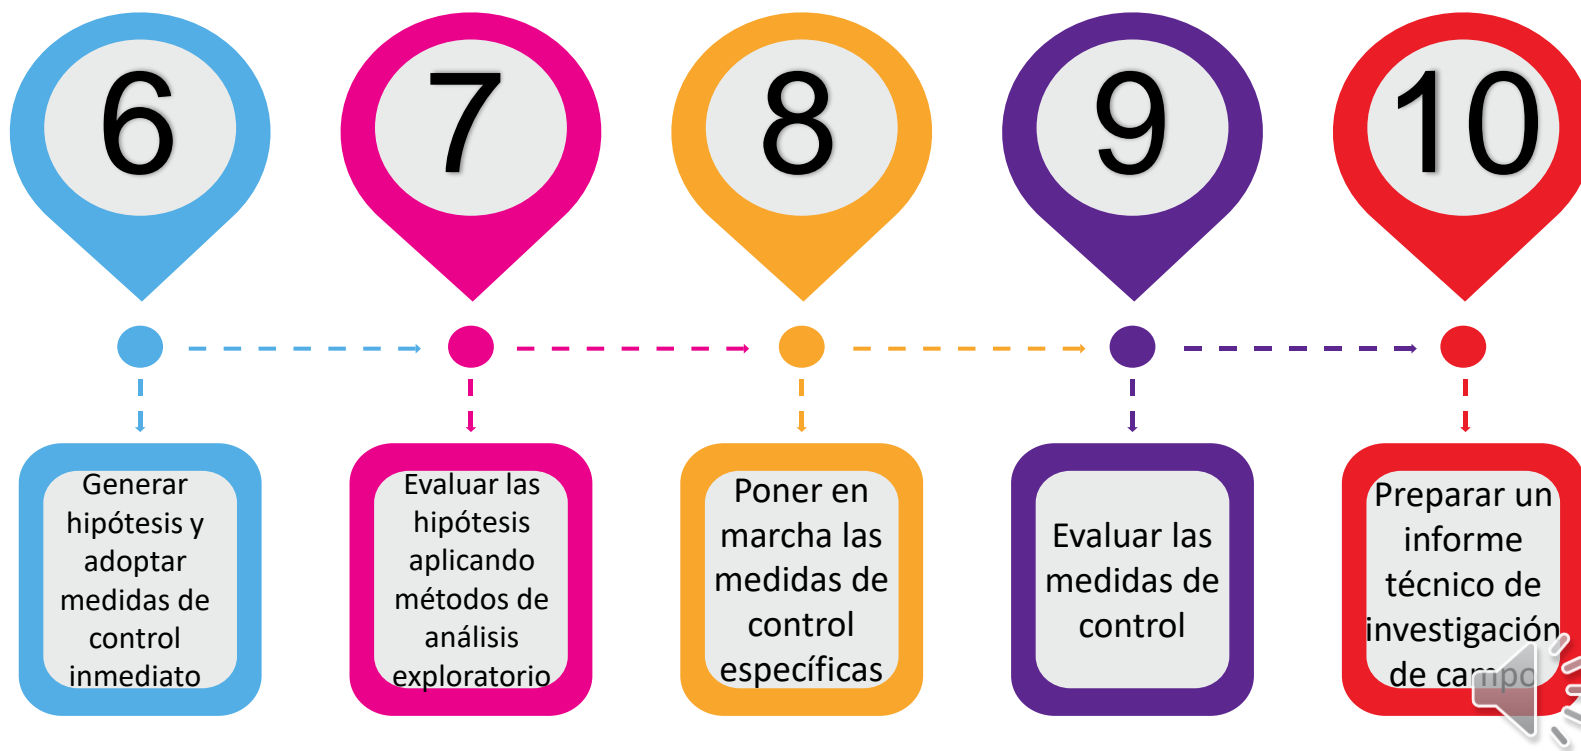 6
7
8
9
10
Generar
hipótesis y
adoptar
medidas de
control
inmediato
Evaluar las
hipótesis
aplicando
métodos de
análisis
exploratorio
Poner en
marcha las
medidas de
control
específicas
Evaluar las
medidas de
control
Preparar un
informe
técnico de
investigación
de campo